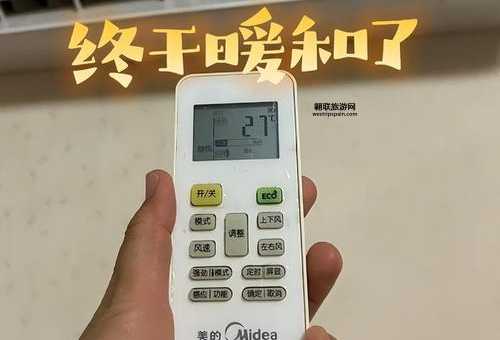 终于暖和了
朝联旅游网
westripspain.com
27℃
开/关
ECO
模式
调整
上下风
风速
左右风
强劲|模式
定时|屏显
感应|功能
确定|取消
美的 Midea